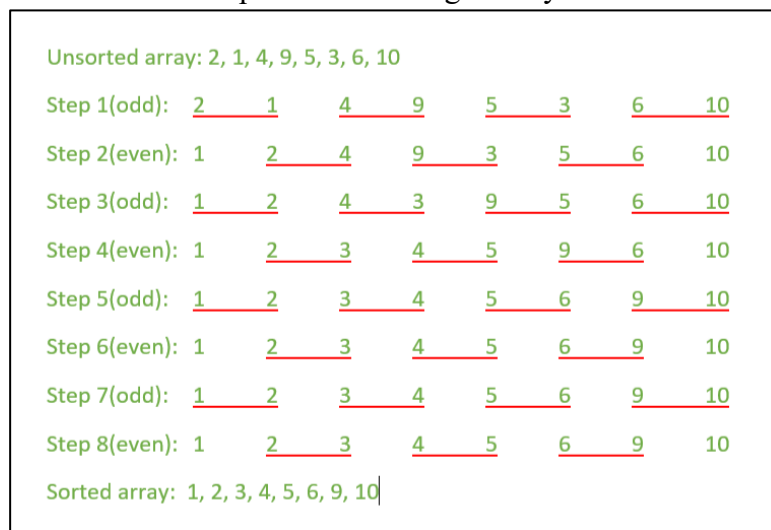 Unsorted array: 2, 1, 4, 9, 5, 3, 6, 10
Step 1(odd): 2 1 4 9 5 3 6 10
Step 2(even): 1 2 4 9 3 5 6 10
Step 3(odd): 1 2 4 3 9 5 6 10
Step 4(even): 1 2 3 4 5 9 6 10
Step 5(odd): 1 2 3 4 5 6 9 10
Step 6(even): 1 2 3 4 5 6 9 10
Step 7(odd): 1 2 3 4 5 6 9 10
Step 8(even): 1 2 3 4 5 6 9 10
Sorted array: 1, 2, 3, 4, 5, 6, 9, 10